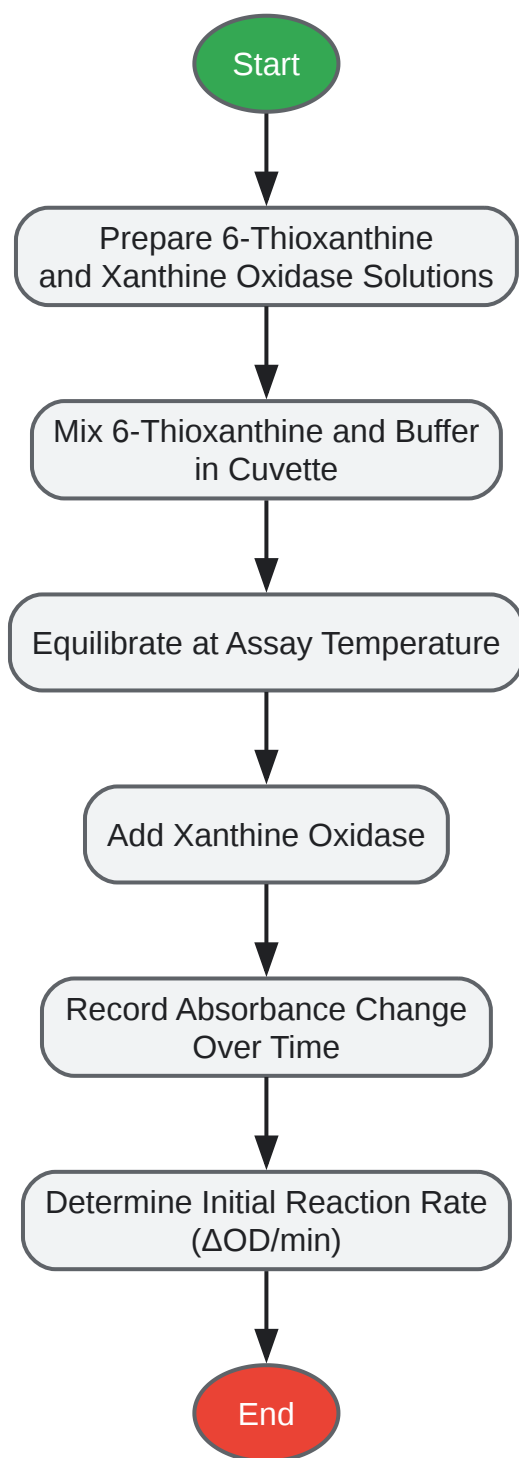 Start
Prepare 6-Thioxanthine
and Xanthine Oxidase Solutions
Mix 6-Thioxanthine and Buffer
in Cuvette
Equilibrate at Assay Temperature
Add Xanthine Oxidase
Record Absorbance Change
Over Time
Determine Initial Reaction Rate
(ΔOD/min)
End